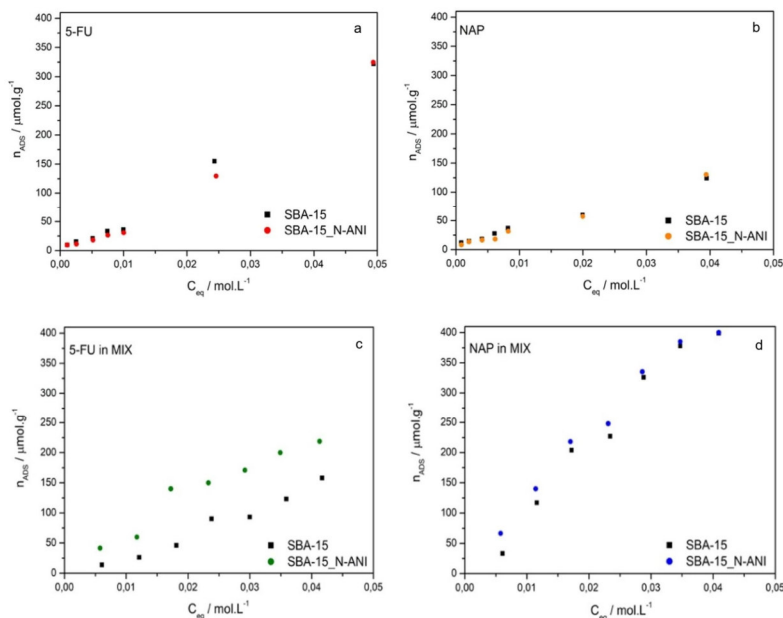 5-FU
a
400
350
300
250
200
150
100
50
0
n_ADS / μmol.g⁻¹
SBA-15
SBA-15_N-ANI
0,00 0,01 0,02 0,03 0,04 0,05
C_eq / mol.L⁻¹
NAP
b
400
350
300
250
200
150
100
50
0
n_ADS / μmol.g⁻¹
SBA-15
SBA-15_N-ANI
0,00 0,01 0,02 0,03 0,04 0,05
C_eq / mol.L⁻¹
5-FU in MIX
c
400
350
300
250
200
150
100
50
0
n_ADS / μmol.g⁻¹
SBA-15
SBA-15_N-ANI
0,00 0,01 0,02 0,03 0,04 0,05
C_eq / mol.L⁻¹
NAP in MIX
d
400
350
300
250
200
150
100
50
0
n_ADS / μmol.g⁻¹
SBA-15
SBA-15_N-ANI
0,00 0,01 0,02 0,03 0,04 0,05
C_eq / mol.L⁻¹